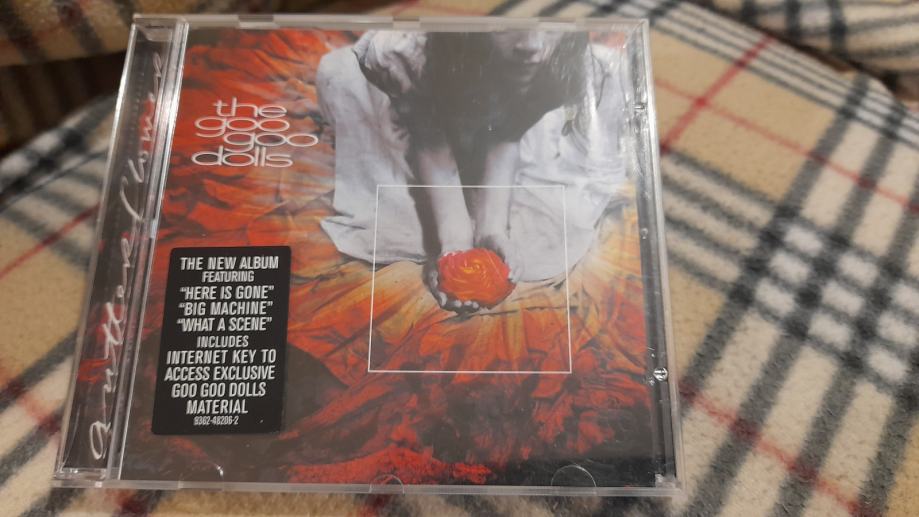 the
goo
goo
dolls
gutterflower
THE NEW ALBUM
FEATURING
"HERE IS GONE"
"BIG MACHINE"
"WHAT A SCENE"
INCLUDES
INTERNET KEY TO
ACCESS EXCLUSIVE
GOO GOO DOLLS
MATERIAL
9362-48206-2